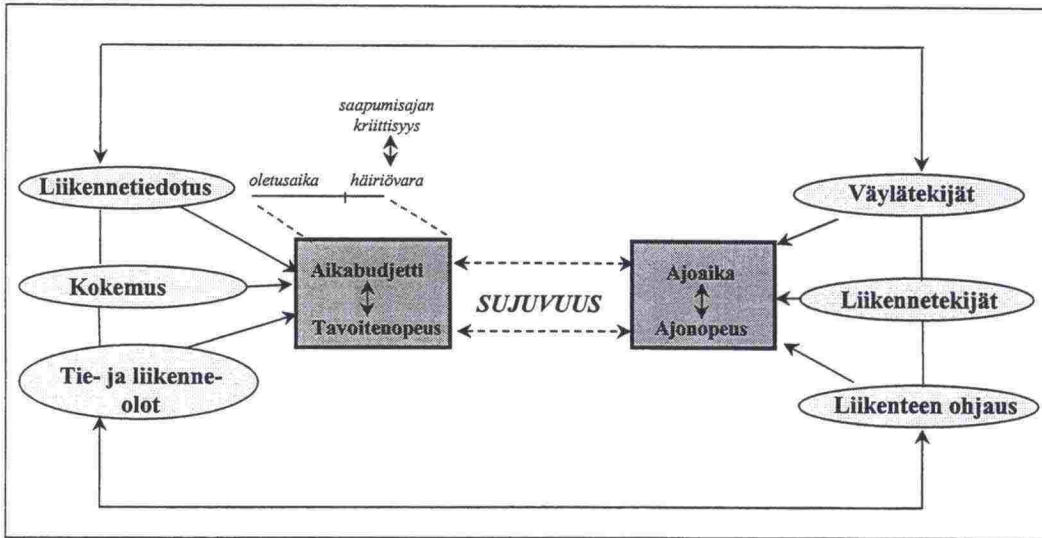 saapumisajan
kriittisyys
oletusaika
häiriövara
Liikennetiedotus
Kokemus
Tie- ja liikenne-
olot
Aikabudjetti
Tavoitenopeus
SUJUVUUS
Ajoaika
Ajonopeus
Väylätekijät
Liikennetekijät
Liikenteen ohjaus